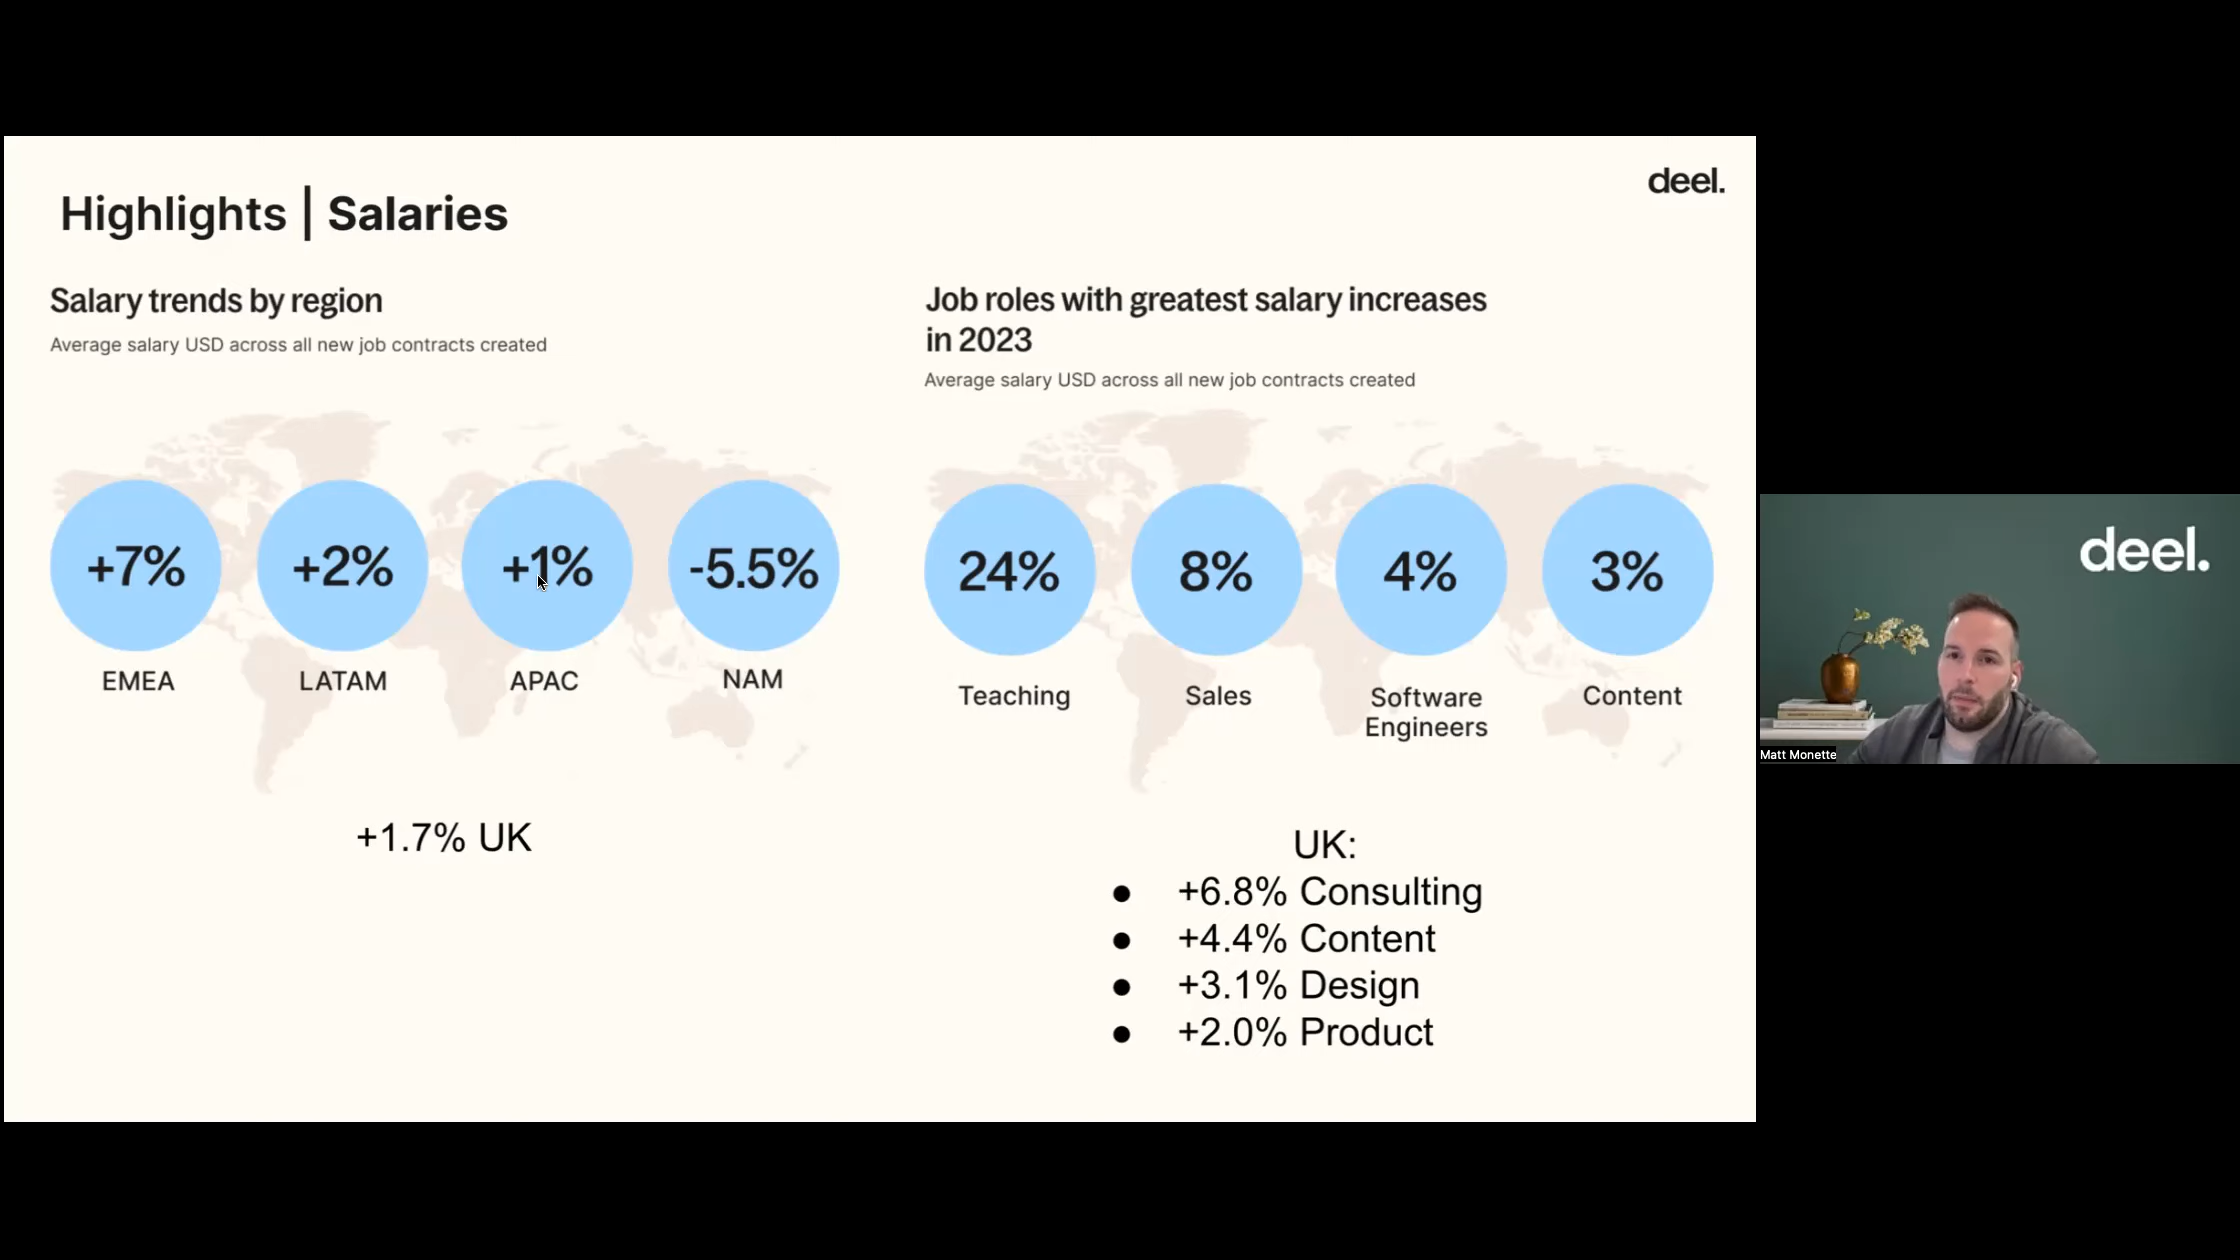 deel.
Highlights | Salaries
Salary trends by region
Average salary USD across all new job contracts created
+7%
+2%
+1%
-5.5%
EMEA
LATAM
APAC
NAM
+1.7% UK
Job roles with greatest salary increases
in 2023
Average salary USD across all new job contracts created
24%
8%
4%
3%
Teaching
Sales
Software
Engineers
Content
UK:
● +6.8% Consulting
● +4.4% Content
● +3.1% Design
● +2.0% Product
deel.
Matt Monette